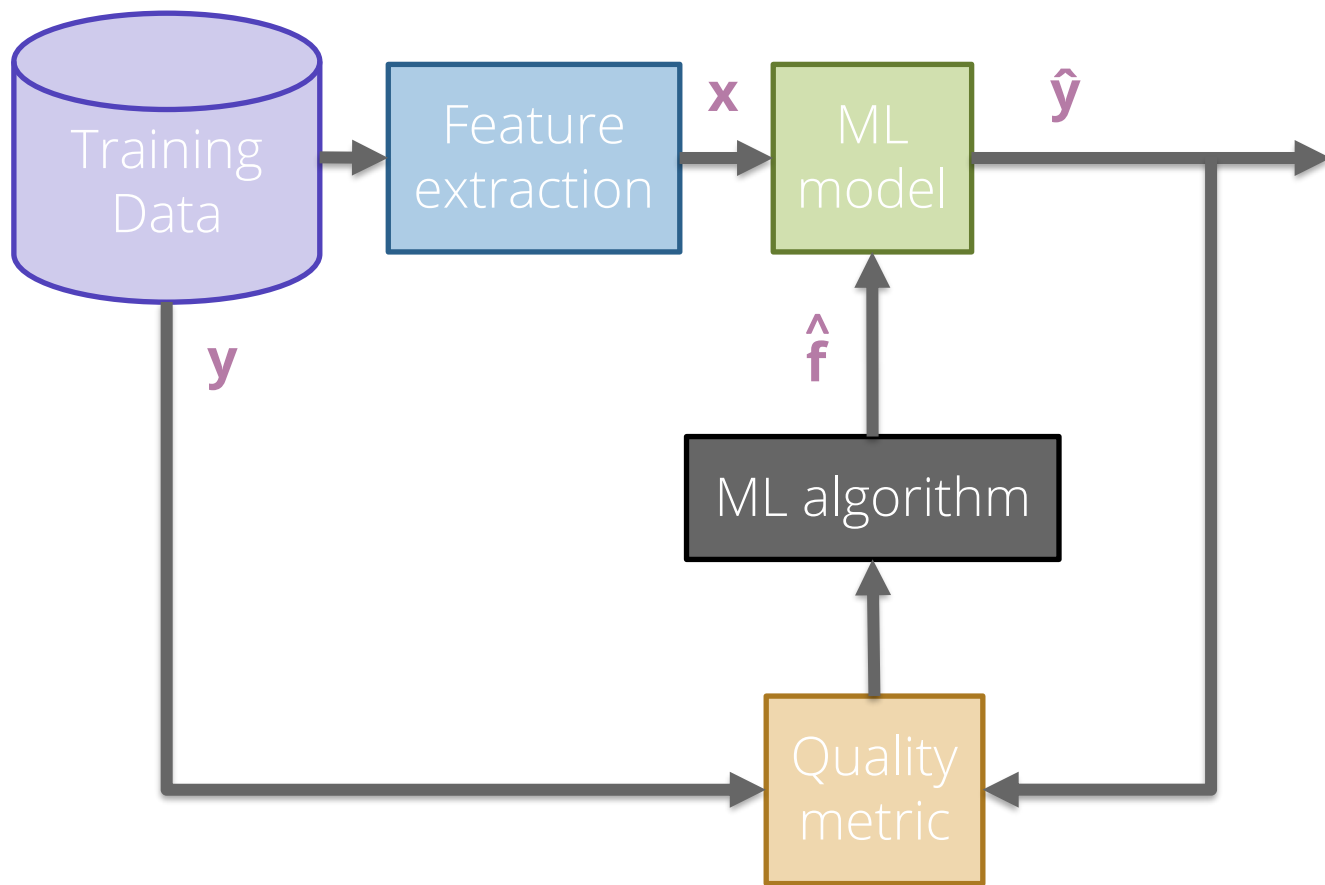 Training
Data
Feature
extraction
x
ML
model
ŷ
y
f̂
ML algorithm
Quality
metric